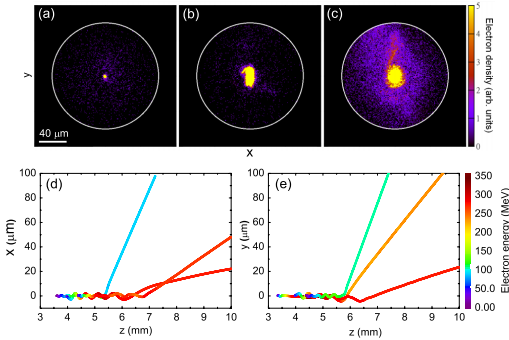 (a)
(b)
(c)
y
40 μm
x
5
4
3
2
1
0
Electron density (arb. units)
(d)
100
80
60
40
20
0
x (μm)
3 4 5 6 7 8 9 10
z (mm)
(e)
100
80
60
40
20
0
y (μm)
3 4 5 6 7 8 9 10
z (mm)
350
300
250
200
150
100
50.0
0.00
Electron energy (MeV)